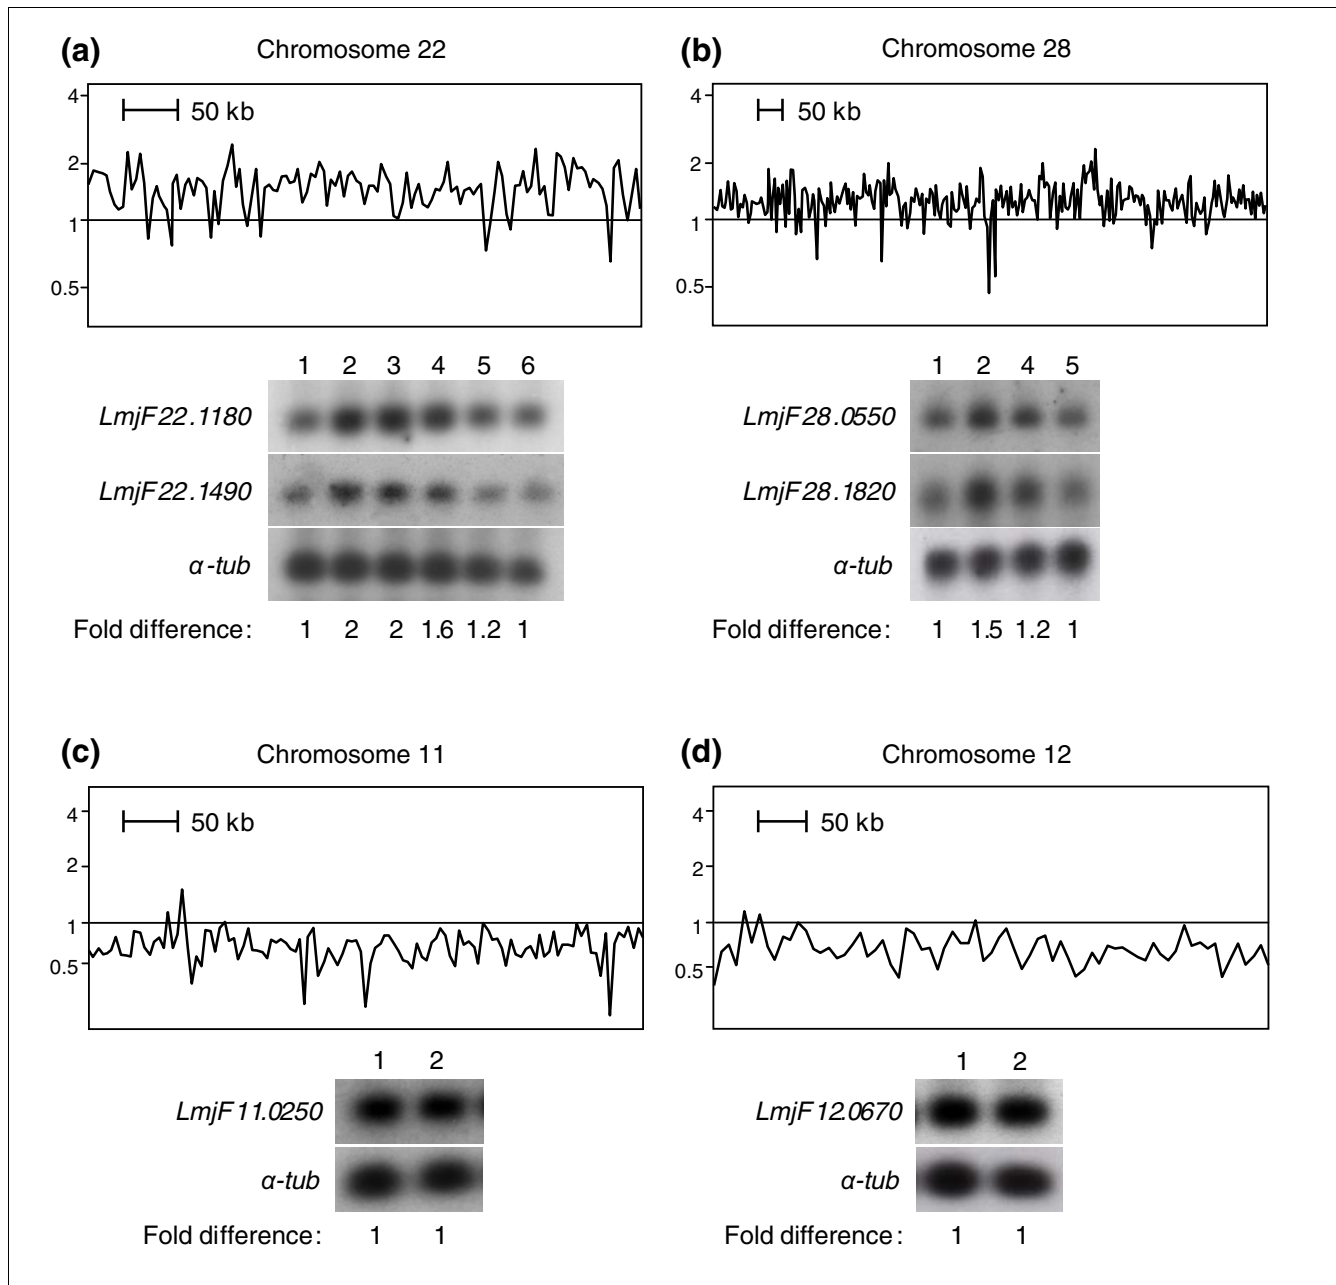 (a) Chromosome 22
4
50 kb
2
1
0.5
1 2 3 4 5 6
LmjF22.1180
LmjF22.1490
α-tub
Fold difference: 1 2 2 1.6 1.2 1
(b) Chromosome 28
4
50 kb
2
1
0.5
1 2 4 5
LmjF28.0550
LmjF28.1820
α-tub
Fold difference: 1 1.5 1.2 1
(c) Chromosome 11
4
50 kb
2
1
0.5
1 2
LmjF11.0250
α-tub
Fold difference: 1 1
(d) Chromosome 12
4
50 kb
2
1
0.5
1 2
LmjF12.0670
α-tub
Fold difference: 1 1